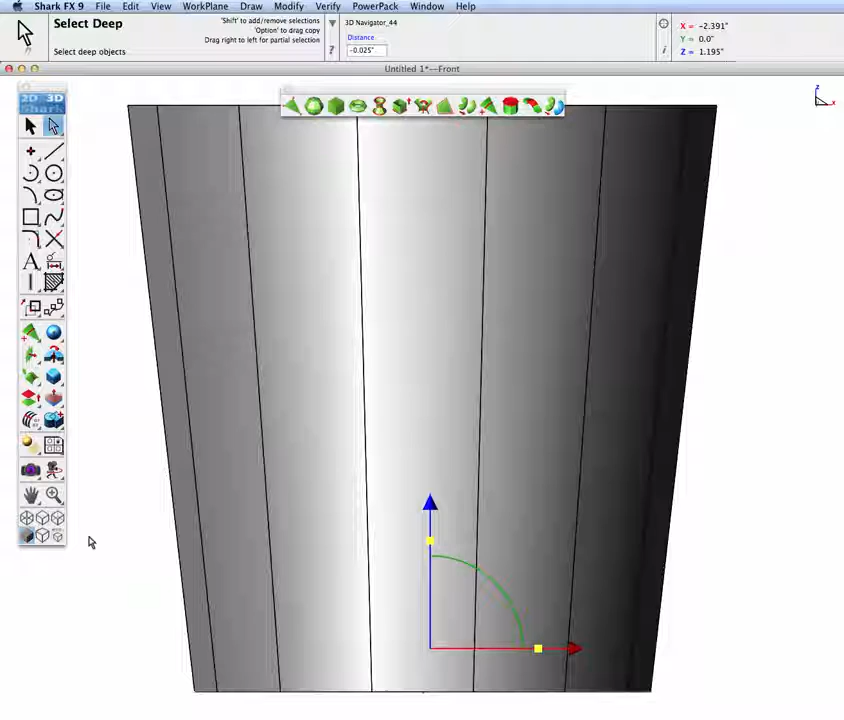 Shark FX 9 File Edit View WorkPlane Draw Modify Verify PowerPack Window Help
Select Deep
Select deep objects
'Shift' to add/remove selections
'Option' to drag copy
Drag right to left for partial selection
?
3D Navigator_44
Distance
-0.025"
i
X = -2.391"
Y = 0.0"
Z = 1.195"
Untitled 1*--Front
2D 3D
Shark
A
z
x